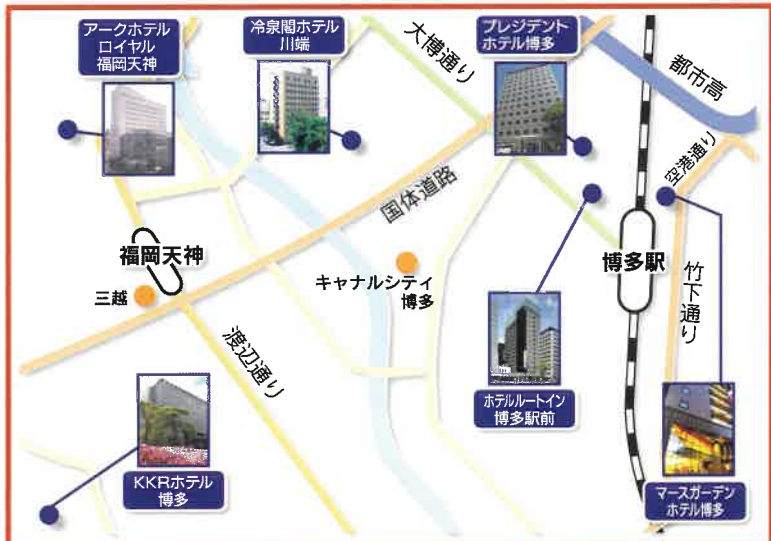 アークホテル
ロイヤル
福岡天神
冷泉閣ホテル
川端
大博通り
プレジデント
ホテル博多
都市高
空港通り
国体道路
福岡天神
三越
キャナルシティ
博多
博多駅
竹下通り
渡辺通り
ホテルルートイン
博多駅前
KKRホテル
博多
マースガーデン
ホテル博多